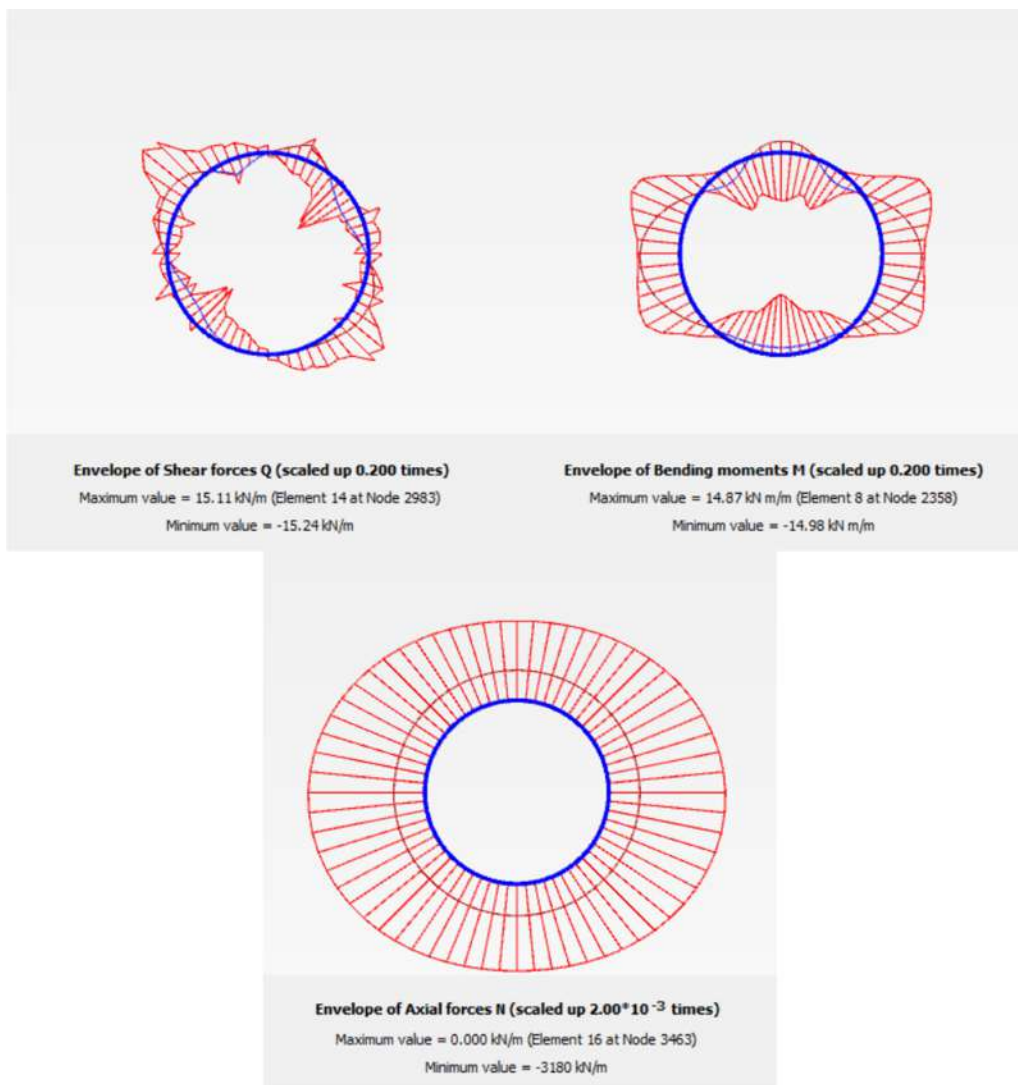 Envelope of Shear forces Q (scaled up 0.200 times)
Maximum value = 15.11 kN/m (Element 14 at Node 2983)
Minimum value = -15.24 kN/m
Envelope of Bending moments M (scaled up 0.200 times)
Maximum value = 14.87 kN m/m (Element 8 at Node 2358)
Minimum value = -14.98 kN m/m
Envelope of Axial forces N (scaled up 2.00*10 -3 times)
Maximum value = 0.000 kN/m (Element 16 at Node 3463)
Minimum value = -3180 kN/m